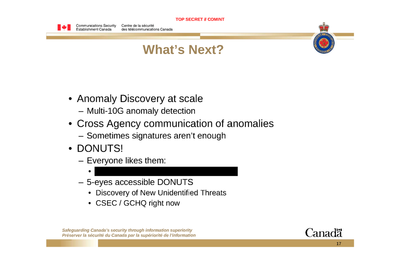 TOP SECRET // COMINT
Communications Security Centre de la sécurité
Establishment Canada des télécommunications Canada
What's Next?
• Anomaly Discovery at scale
– Multi-10G anomaly detection
• Cross Agency communication of anomalies
– Sometimes signatures aren't enough
• DONUTS!
– Everyone likes them:
•
– 5-eyes accessible DONUTS
• Discovery of New Unidentified Threats
• CSEC / GCHQ right now
Safeguarding Canada's security through information superiority
Préserver la sécurité du Canada par la supériorité de l'information
Canada
17